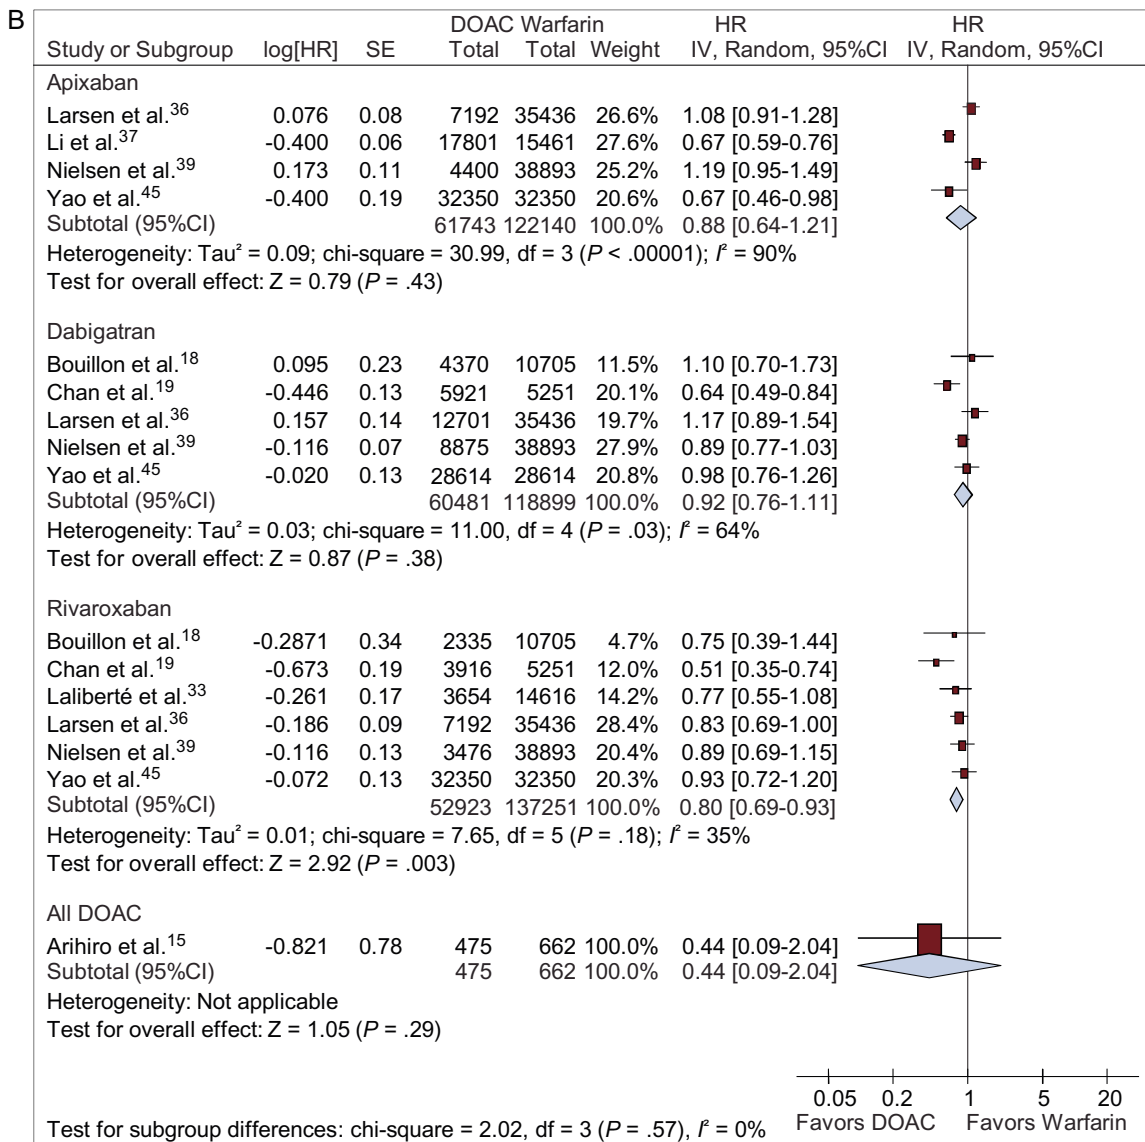 B
DOAC Warfarin HR HR
Study or Subgroup log[HR] SE Total Total Weight IV, Random, 95%CI IV, Random, 95%CI
Apixaban
Larsen et al.36 0.076 0.08 7192 35436 26.6% 1.08 [0.91-1.28]
Li et al.37 -0.400 0.06 17801 15461 27.6% 0.67 [0.59-0.76]
Nielsen et al.39 0.173 0.11 4400 38893 25.2% 1.19 [0.95-1.49]
Yao et al.45 -0.400 0.19 32350 32350 20.6% 0.67 [0.46-0.98]
Subtotal (95%CI) 61743 122140 100.0% 0.88 [0.64-1.21]
Heterogeneity: Tau² = 0.09; chi-square = 30.99, df = 3 (P < .00001); I² = 90%
Test for overall effect: Z = 0.79 (P = .43)
Dabigatran
Bouillon et al.18 0.095 0.23 4370 10705 11.5% 1.10 [0.70-1.73]
Chan et al.19 -0.446 0.13 5921 5251 20.1% 0.64 [0.49-0.84]
Larsen et al.36 0.157 0.14 12701 35436 19.7% 1.17 [0.89-1.54]
Nielsen et al.39 -0.116 0.07 8875 38893 27.9% 0.89 [0.77-1.03]
Yao et al.45 -0.020 0.13 28614 28614 20.8% 0.98 [0.76-1.26]
Subtotal (95%CI) 60481 118899 100.0% 0.92 [0.76-1.11]
Heterogeneity: Tau² = 0.03; chi-square = 11.00, df = 4 (P = .03); I² = 64%
Test for overall effect: Z = 0.87 (P = .38)
Rivaroxaban
Bouillon et al.18 -0.2871 0.34 2335 10705 4.7% 0.75 [0.39-1.44]
Chan et al.19 -0.673 0.19 3916 5251 12.0% 0.51 [0.35-0.74]
Laliberté et al.33 -0.261 0.17 3654 14616 14.2% 0.77 [0.55-1.08]
Larsen et al.36 -0.186 0.09 7192 35436 28.4% 0.83 [0.69-1.00]
Nielsen et al.39 -0.116 0.13 3476 38893 20.4% 0.89 [0.69-1.15]
Yao et al.45 -0.072 0.13 32350 32350 20.3% 0.93 [0.72-1.20]
Subtotal (95%CI) 52923 137251 100.0% 0.80 [0.69-0.93]
Heterogeneity: Tau² = 0.01; chi-square = 7.65, df = 5 (P = .18); I² = 35%
Test for overall effect: Z = 2.92 (P = .003)
All DOAC
Arihiro et al.15 -0.821 0.78 475 662 100.0% 0.44 [0.09-2.04]
Subtotal (95%CI) 475 662 100.0% 0.44 [0.09-2.04]
Heterogeneity: Not applicable
Test for overall effect: Z = 1.05 (P = .29)
0.05 0.2 1 5 20
Favors DOAC Favors Warfarin
Test for subgroup differences: chi-square = 2.02, df = 3 (P = .57), I² = 0%